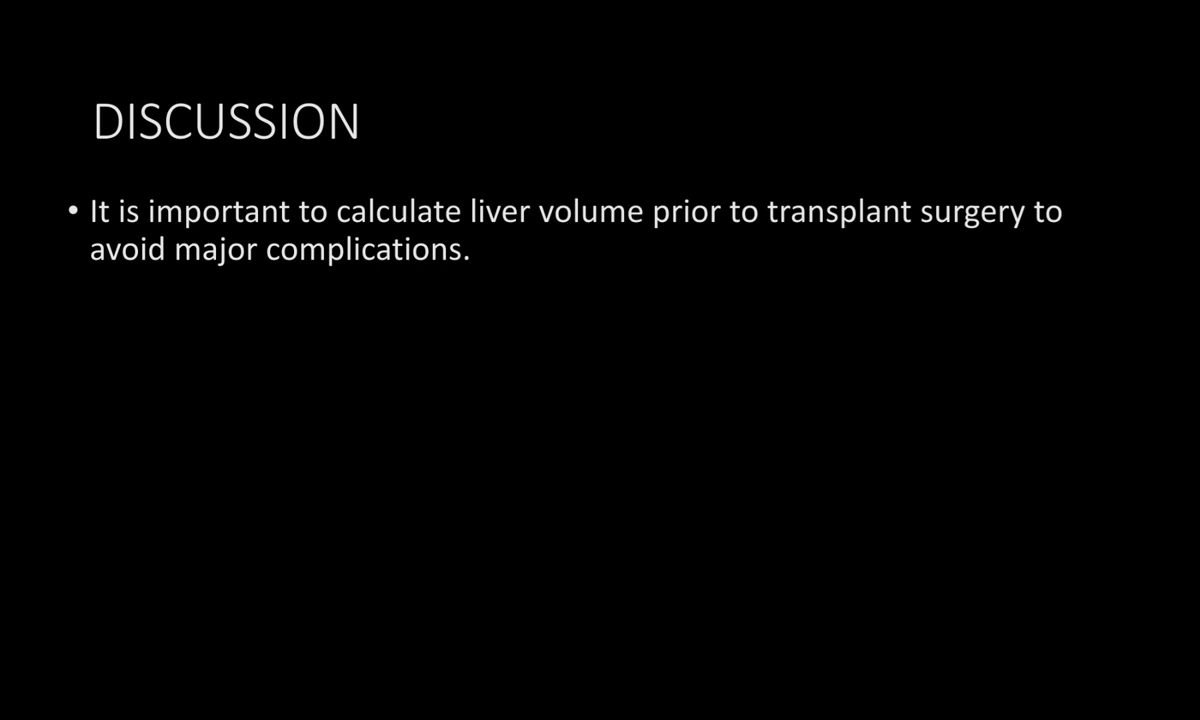 DISCUSSION
• It is important to calculate liver volume prior to transplant surgery to
avoid major complications.